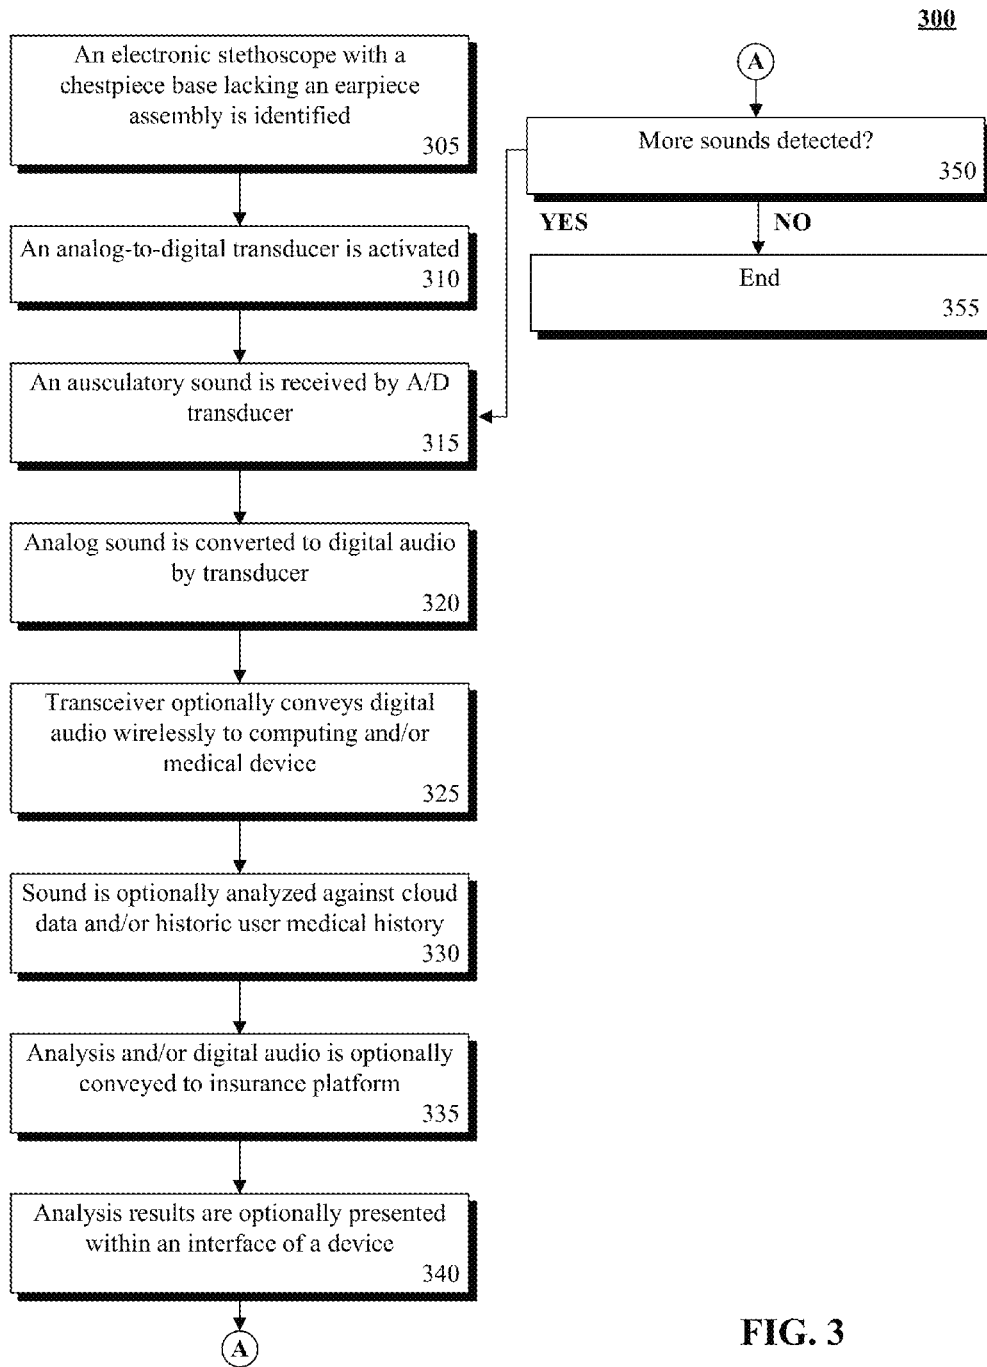 300
An electronic stethoscope with a
chestpiece base lacking an earpiece
assembly is identified
305
An analog-to-digital transducer is activated
310
An ausculatory sound is received by A/D
transducer
315
Analog sound is converted to digital audio
by transducer
320
Transceiver optionally conveys digital
audio wirelessly to computing and/or
medical device
325
Sound is optionally analyzed against cloud
data and/or historic user medical history
330
Analysis and/or digital audio is optionally
conveyed to insurance platform
335
Analysis results are optionally presented
within an interface of a device
340
A
A
More sounds detected?
350
YES
NO
End
355
FIG. 3